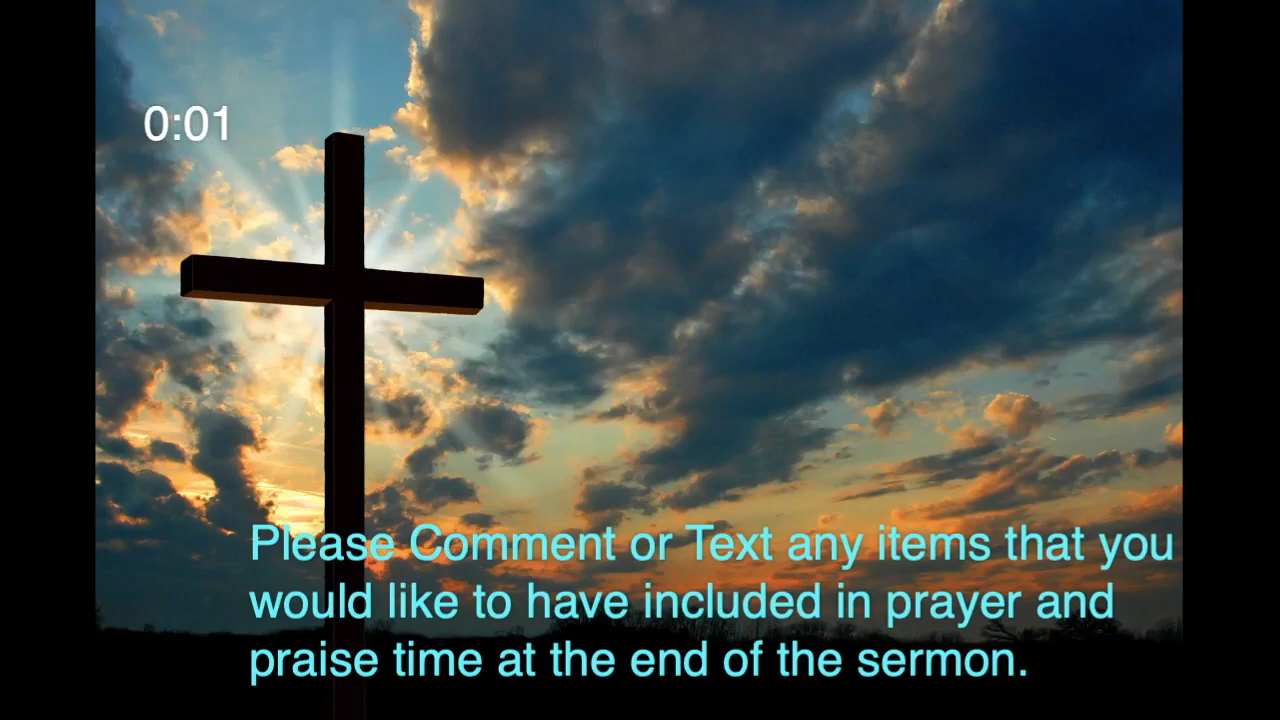 0:01
Please Comment or Text any items that you
would like to have included in prayer and
praise time at the end of the sermon.